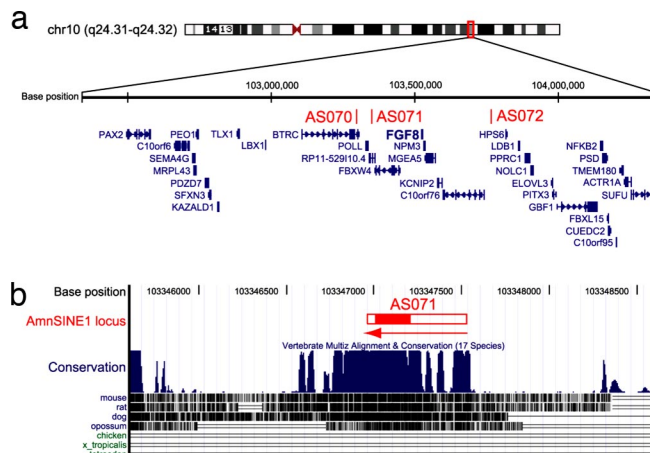 a
chr10 (q24.31-q24.32)
14 13
103,000,000 103,500,000 104,000,000
Base position
AS070 AS071 AS072
PAX2 PEO1 TLX1 BTRC FGF8 HPS6 NFKB2
C10orf6 LBX1 POLL NPM3 LDB1 PSD
SEMA4G RP11-529I10.4 MGEA5 PPRC1 TMEM180
MRPL43 FBXW4 NOLC1 ACTR1A
PDZD7 KCNIP2 ELOVL3 SUFU
SFXN3 C10orf76 PITX3
KAZALD1 GBF1
FBXL15
CUEDC2
C10orf95
b
Base position 103346000 103346500 103347000 103347500 103348000 103348500
AS071
AmnSINE1 locus
Vertebrate Multiz Alignment & Conservation (17 Species)
Conservation
mouse
rat
dog
opossum
chicken
x_tropicalis